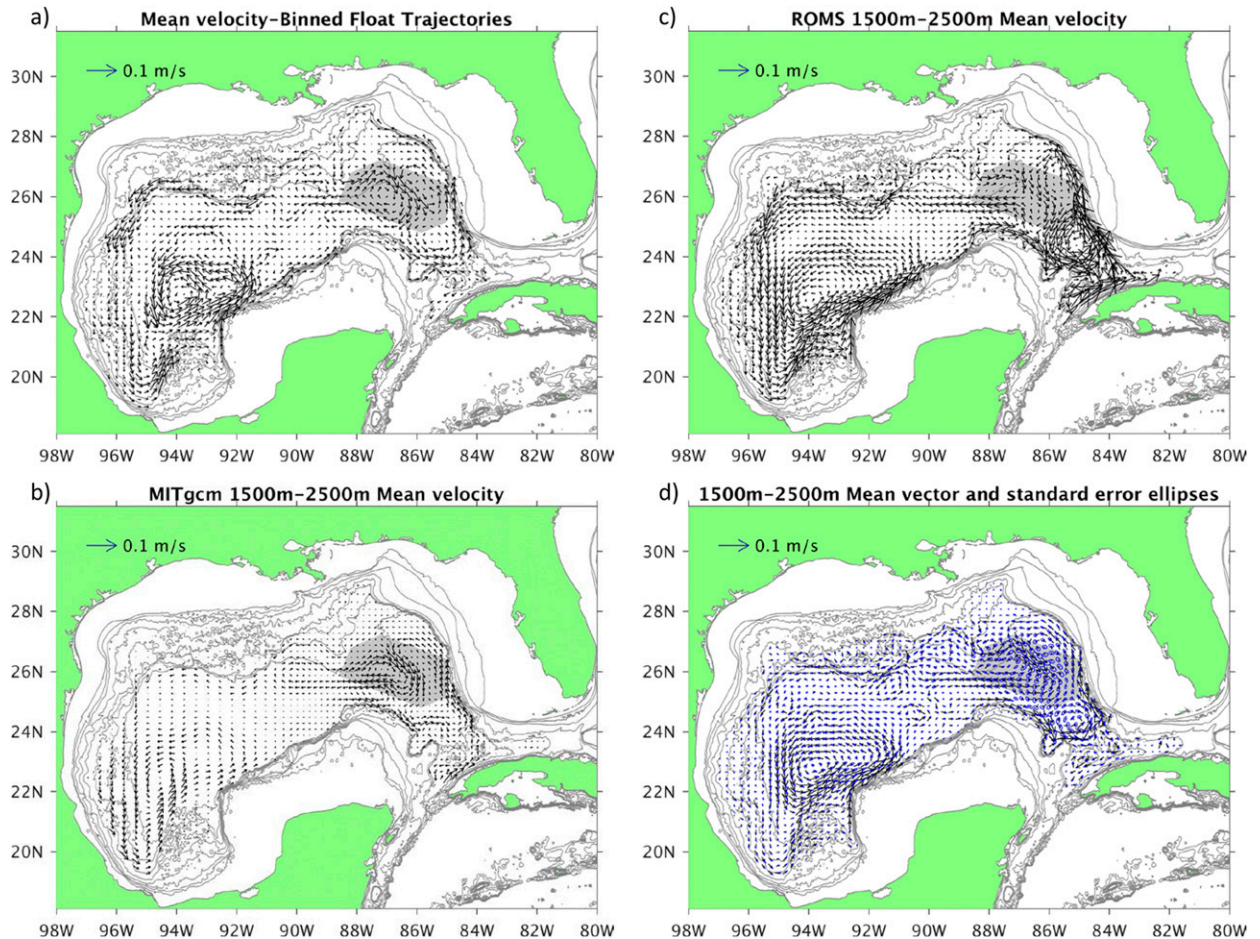 a)
Mean velocity-Binned Float Trajectories
0.1 m/s
30N
28N
26N
24N
22N
20N
98W 96W 94W 92W 90W 88W 86W 84W 82W 80W
c)
ROMS 1500m-2500m Mean velocity
0.1 m/s
30N
28N
26N
24N
22N
20N
98W 96W 94W 92W 90W 88W 86W 84W 82W 80W
b)
MITgcm 1500m-2500m Mean velocity
0.1 m/s
30N
28N
26N
24N
22N
20N
98W 96W 94W 92W 90W 88W 86W 84W 82W 80W
d)
1500m-2500m Mean vector and standard error ellipses
0.1 m/s
30N
28N
26N
24N
22N
20N
98W 96W 94W 92W 90W 88W 86W 84W 82W 80W